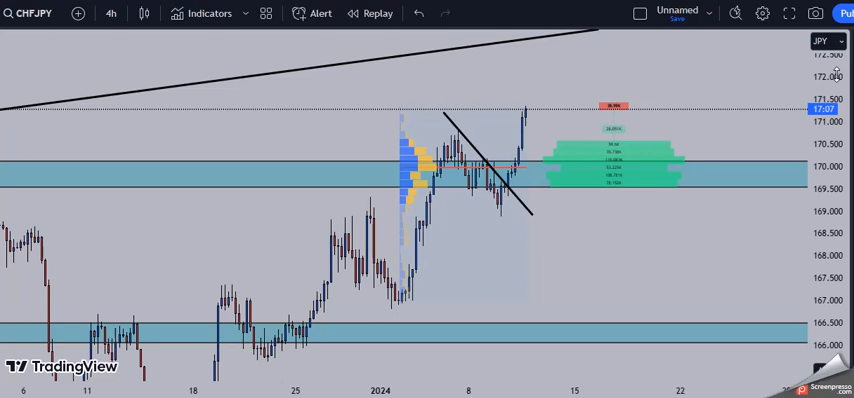 CHFJPY
4h
Indicators
Alert
Replay
Unnamed
Save
Pub
JPY
172.500
172.000
171.500
17:07
171.000
170.500
170.000
169.500
169.000
168.500
168.000
167.500
167.000
166.500
166.000
TradingView
6
11
18
25
2024
8
15
22
Screenpresso
.com